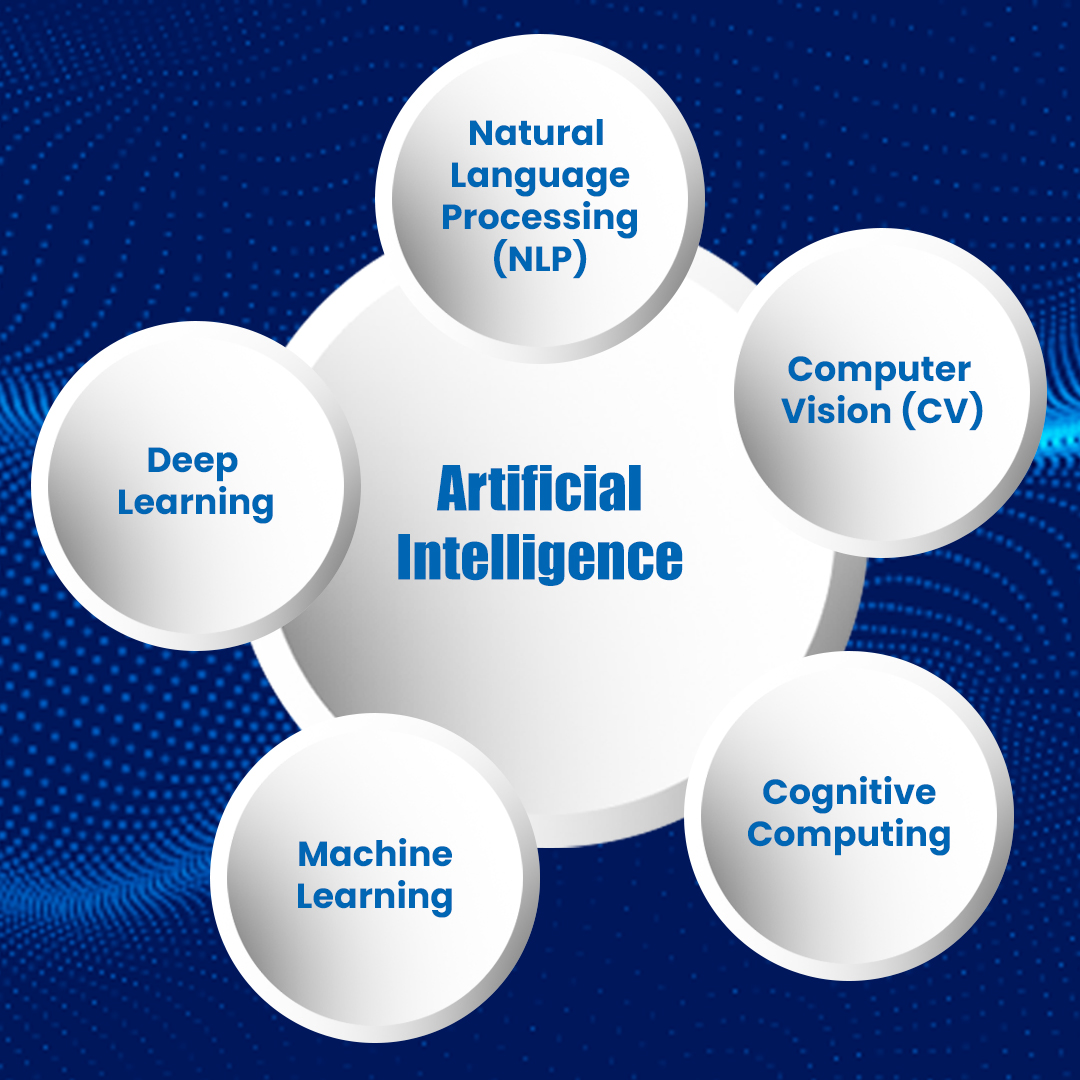 Natural
Language
Processing
(NLP)
Computer
Vision (CV)
Deep
Learning
Artificial
Intelligence
Cognitive
Computing
Machine
Learning